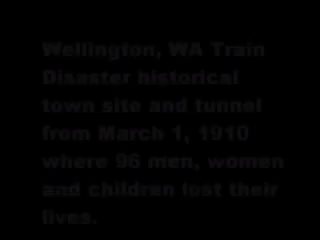 Wellington, WA Train
Disaster historical
town site and tunnel
from March 1, 1910
where 96 men, women
and children lost their
lives.